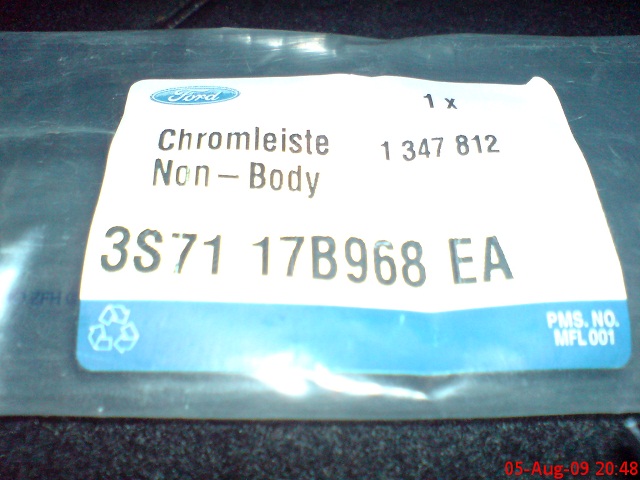 Ford
1 x
Chromleiste 1 347 812
Non-Body
3S71 17B968 EA
PMS. NO.
MFL 001
05-Aug-09 20:48